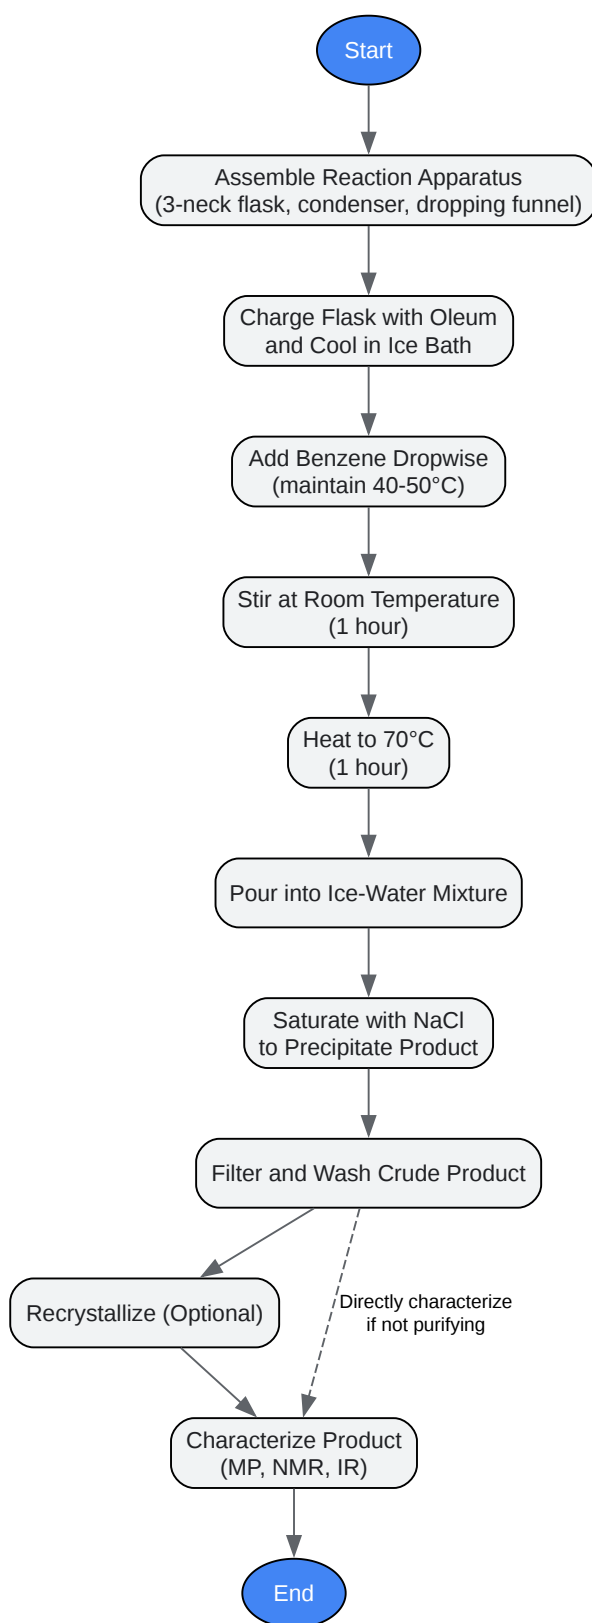 Start
Assemble Reaction Apparatus
(3-neck flask, condenser, dropping funnel)
Charge Flask with Oleum
and Cool in Ice Bath
Add Benzene Dropwise
(maintain 40-50°C)
Stir at Room Temperature
(1 hour)
Heat to 70°C
(1 hour)
Pour into Ice-Water Mixture
Saturate with NaCl
to Precipitate Product
Filter and Wash Crude Product
Recrystallize (Optional)
Directly characterize
if not purifying
Characterize Product
(MP, NMR, IR)
End